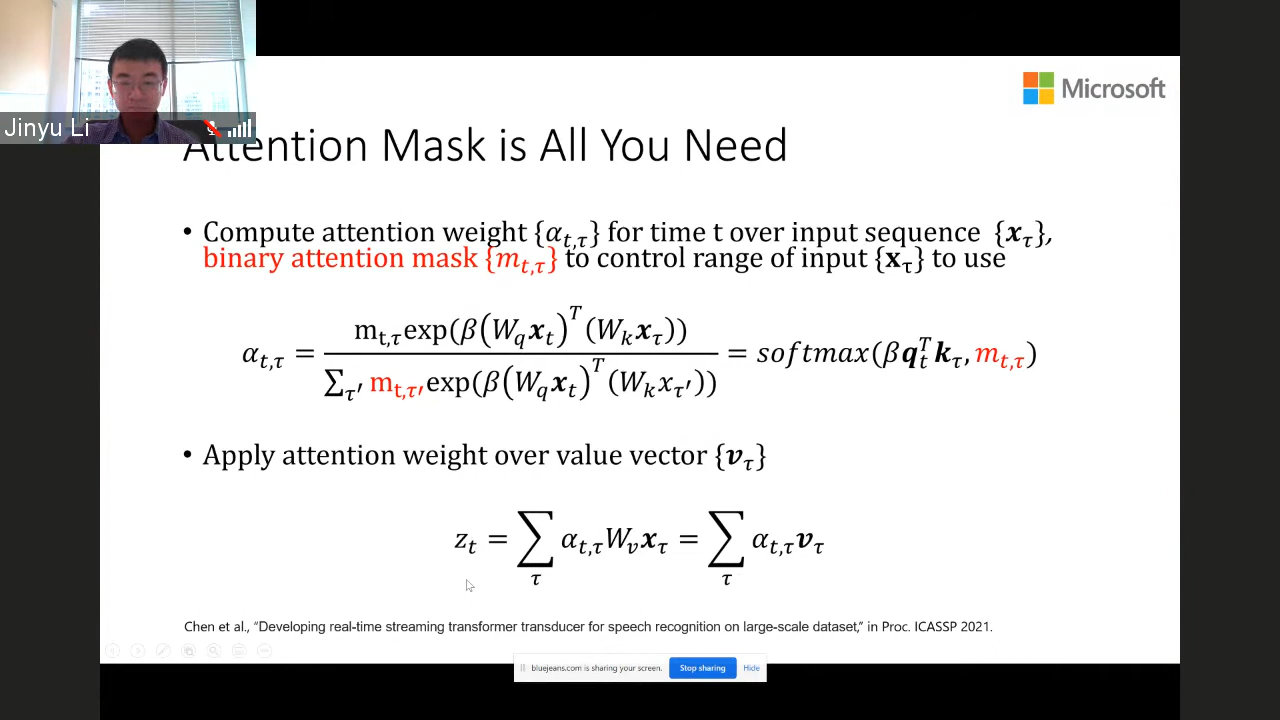 Jinyu Li
Microsoft
Attention Mask is All You Need
• Compute attention weight {α_{t,τ}} for time t over input sequence {x_τ},
binary attention mask {m_{t,τ}} to control range of input {x_τ} to use
α_{t,τ} = m_{t,τ}exp(β(W_q x_t)^T (W_k x_τ)) / ∑_{τ′} m_{t,τ′}exp(β(W_q x_t)^T (W_k x_{τ′})) = softmax(βq_t^T k_τ, m_{t,τ})
• Apply attention weight over value vector {v_τ}
z_t = ∑_τ α_{t,τ} W_v x_τ = ∑_τ α_{t,τ} v_τ
Chen et al., “Developing real-time streaming transformer transducer for speech recognition on large-scale dataset,” in Proc. ICASSP 2021.
bluejeans.com is sharing your screen. Stop sharing Hide